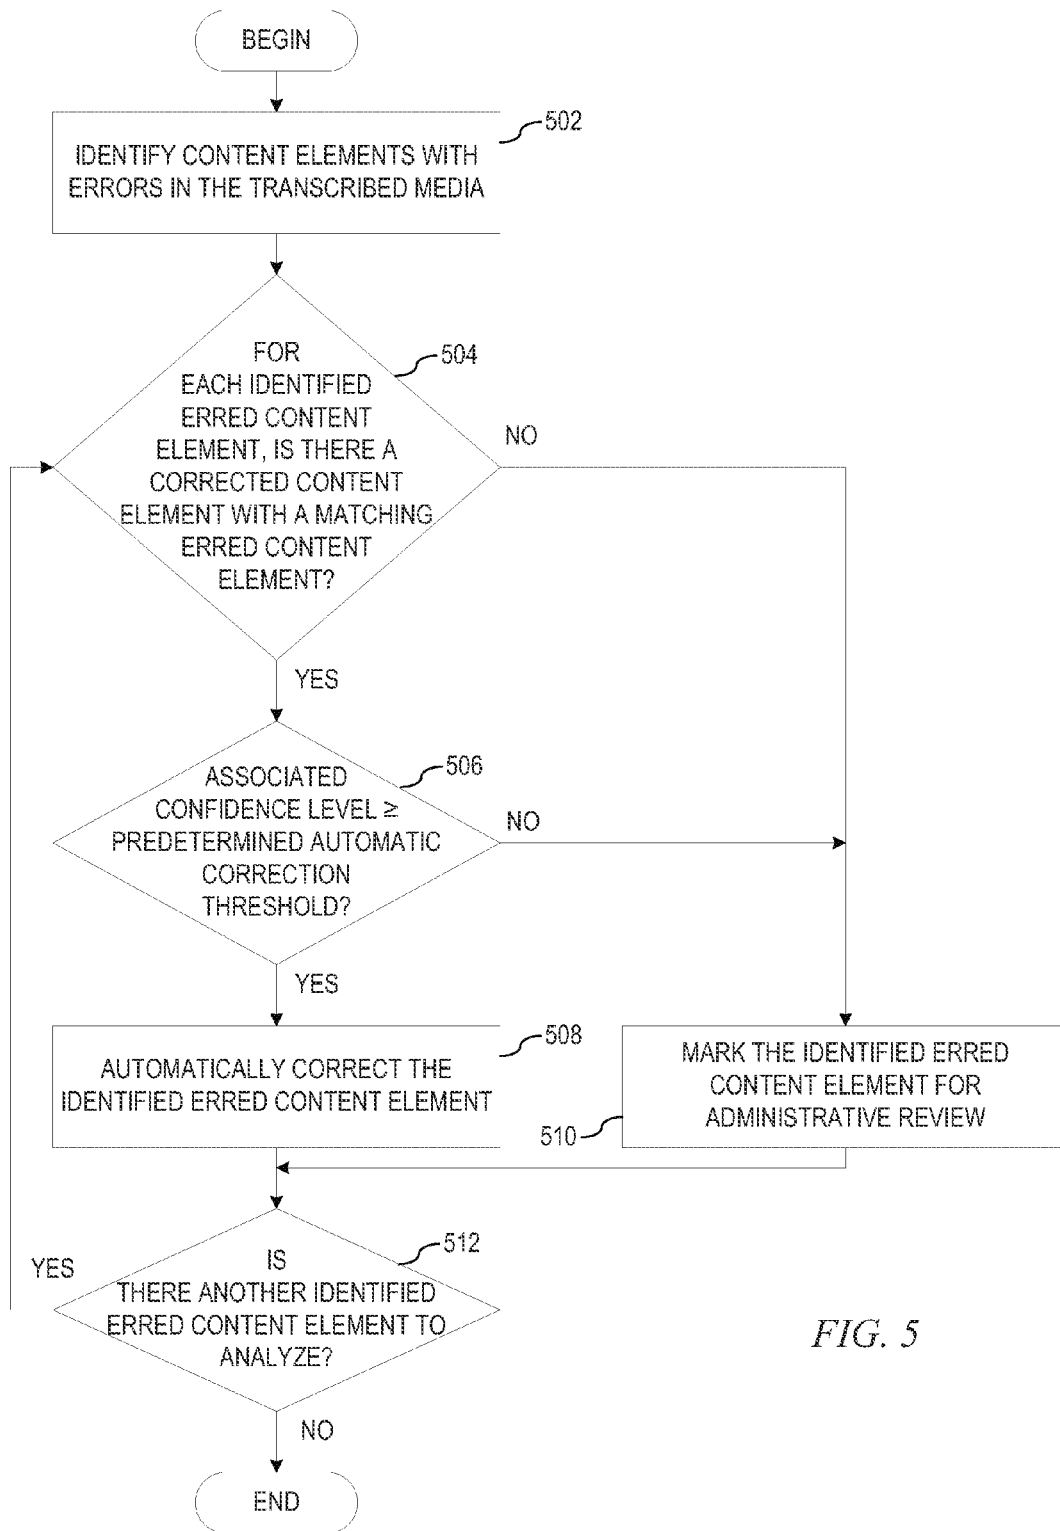 BEGIN
502
IDENTIFY CONTENT ELEMENTS WITH
ERRORS IN THE TRANSCRIBED MEDIA
504
FOR
EACH IDENTIFIED
ERRED CONTENT
ELEMENT, IS THERE A
CORRECTED CONTENT
ELEMENT WITH A MATCHING
ERRED CONTENT
ELEMENT?
NO
YES
506
ASSOCIATED
CONFIDENCE LEVEL ≥
PREDETERMINED AUTOMATIC
CORRECTION
THRESHOLD?
NO
YES
508
AUTOMATICALLY CORRECT THE
IDENTIFIED ERRED CONTENT ELEMENT
MARK THE IDENTIFIED ERRED
CONTENT ELEMENT FOR
ADMINISTRATIVE REVIEW
510
512
YES
IS
THERE ANOTHER IDENTIFIED
ERRED CONTENT ELEMENT TO
ANALYZE?
FIG. 5
NO
END